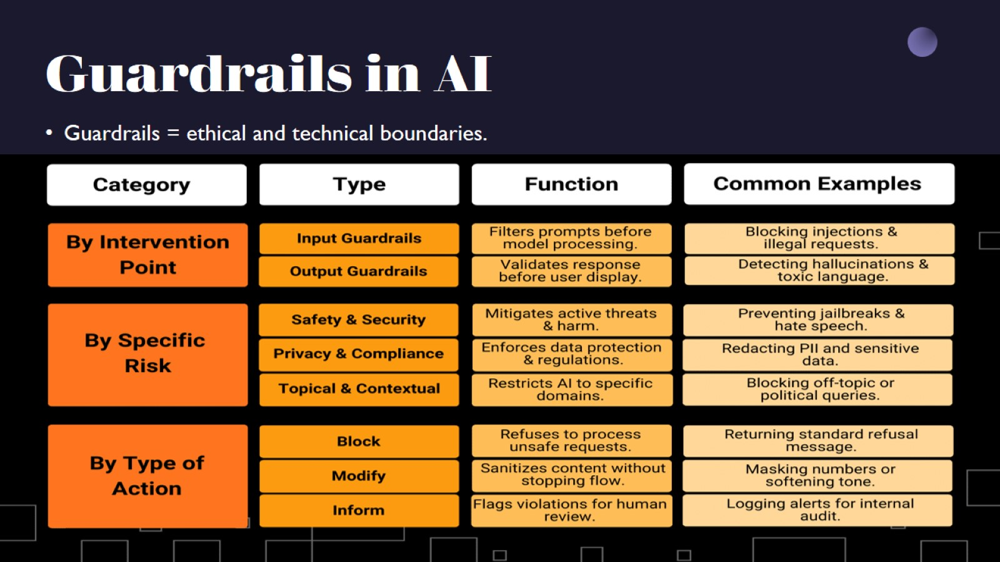 Guardrails in AI
• Guardrails = ethical and technical boundaries.
Category
Type
Function
Common Examples
By Intervention
Point
Input Guardrails
Filters prompts before
model processing.
Blocking injections &
illegal requests.
Output Guardrails
Validates response
before user display.
Detecting hallucinations &
toxic language.
By Specific
Risk
Safety & Security
Mitigates active threats
& harm.
Preventing jailbreaks &
hate speech.
Privacy & Compliance
Enforces data protection
& regulations.
Redacting PII and sensitive
data.
Topical & Contextual
Restricts AI to specific
domains.
Blocking off-topic or
political queries.
By Type of
Action
Block
Refuses to process
unsafe requests.
Returning standard refusal
message.
Modify
Sanitizes content without
stopping flow.
Masking numbers or
softening tone.
Inform
Flags violations for human
review.
Logging alerts for internal
audit.